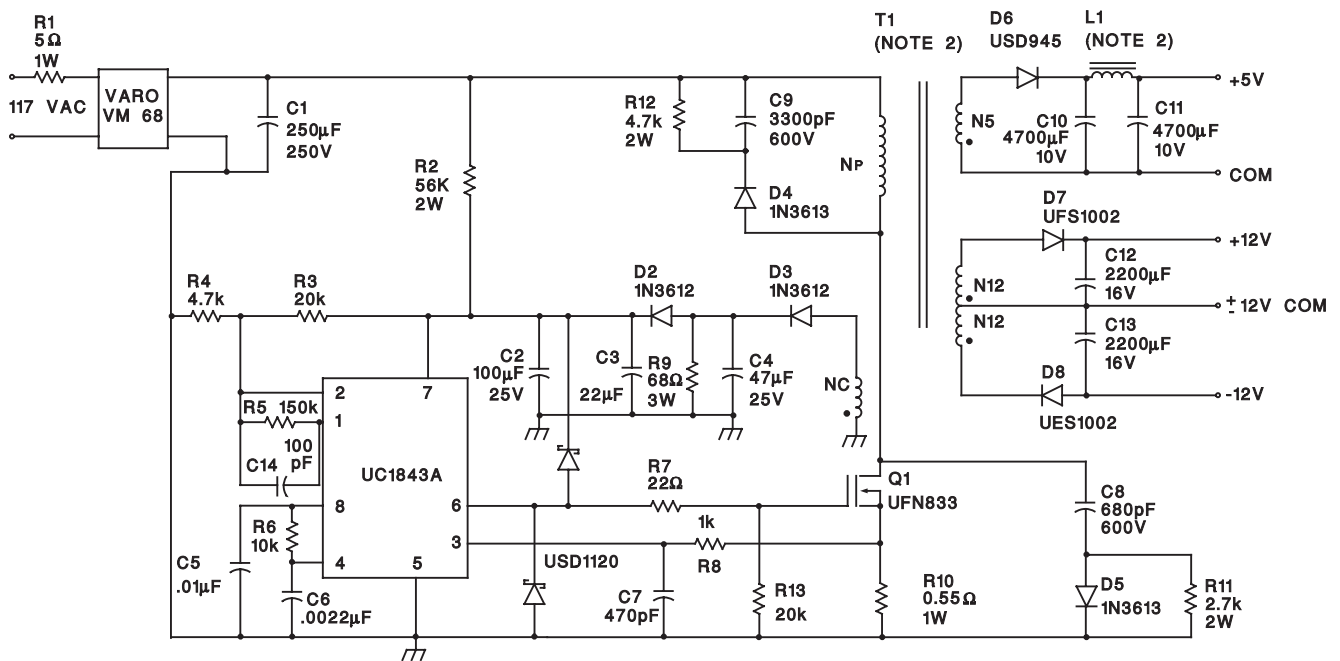 R1
5Ω
1W
117 VAC
VARO
VM 68
C1
250µF
250V
R2
56K
2W
R12
4.7k
2W
C9
3300pF
600V
D4
1N3613
NP
T1
(NOTE 2)
D6
USD945
L1
(NOTE 2)
+5V
N5
C10
4700µF
10V
C11
4700µF
10V
COM
D7
UFS1002
+12V
N12
N12
C12
2200µF
16V
± 12V COM
C13
2200µF
16V
D8
UES1002
-12V
R4
4.7k
R3
20k
D2
1N3612
D3
1N3612
C2
100µF
25V
C3
22µF
R9
68Ω
3W
C4
47µF
25V
NC
2
7
R5 150k
1
100
pF
C14
UC1843A
8
6
R6
10k
3
4
5
C5
.01µF
C6
.0022µF
USD1120
R7
22Ω
1k
R8
C7
470pF
R13
20k
Q1
UFN833
R10
0.55Ω
1W
C8
680pF
600V
D5
1N3613
R11
2.7k
2W